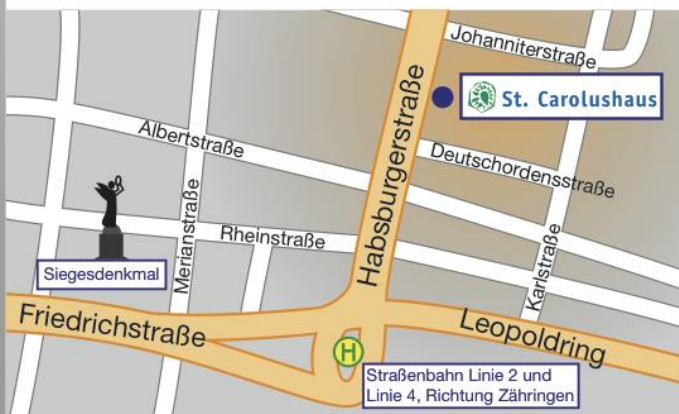 Johanniterstraße
St. Carolushaus
Albertstraße
Deutschordensstraße
Habsburgerstraße
Merianstraße
Rheinstraße
Karlstraße
Siegesdenkmal
Friedrichstraße
Leopoldring
H
Straßenbahn Linie 2 und
Linie 4, Richtung Zähringen